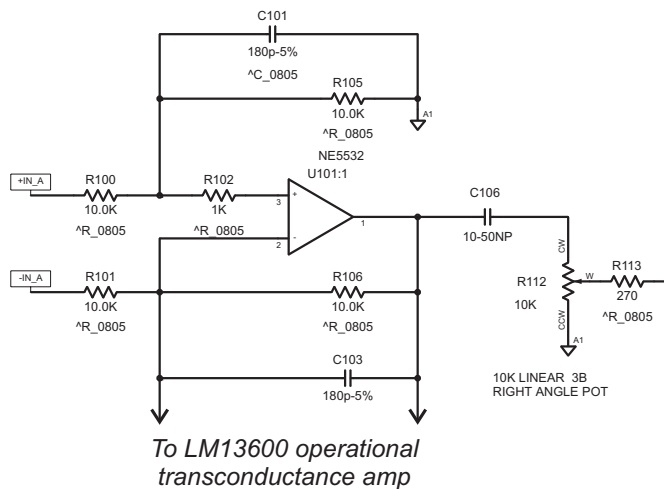 C101
180p-5%
^C_0805
R105
10.0K
^R_0805
A1
NE5532
U101:1
+IN_A
R100
10.0K
^R_0805
R102
1K
^R_0805
+
3
-
2
1
C106
10-50NP
-IN_A
R101
10.0K
^R_0805
R106
10.0K
^R_0805
CW
R112
10K
W
CCW
A1
R113
270
^R_0805
C103
180p-5%
10K LINEAR 3B
RIGHT ANGLE POT
To LM13600 operational
transconductance amp